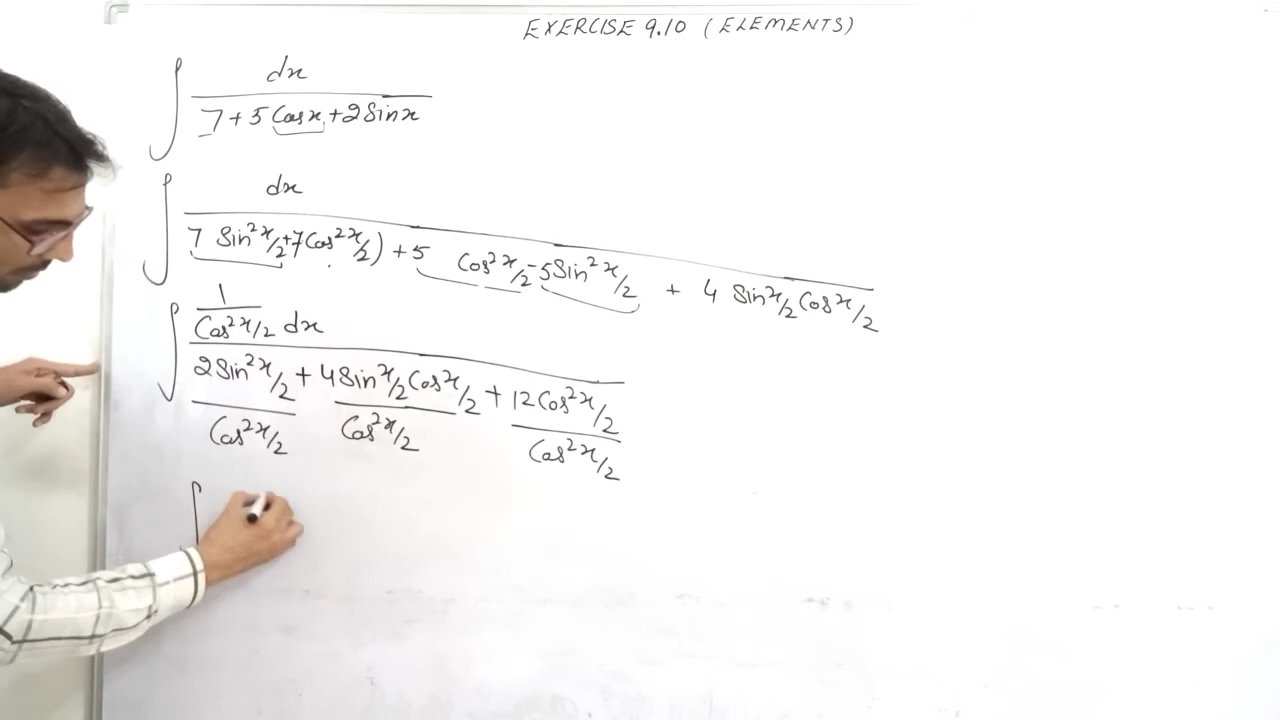 EXERCISE 9.10 (ELEMENTS)
∫ dx / (7 + 5 Cos x + 2 Sin x)
∫ dx / (7 Sin² x/2 + 7 Cos² x/2) + 5 Cos² x/2 - 5 Sin² x/2 + 4 Sin x/2 Cos x/2
∫ 1/(Cos² x/2) dx / (2 Sin² x/2 / Cos² x/2 + 4 Sin x/2 Cos x/2 / Cos² x/2 + 12 Cos² x/2 / Cos² x/2)
∫